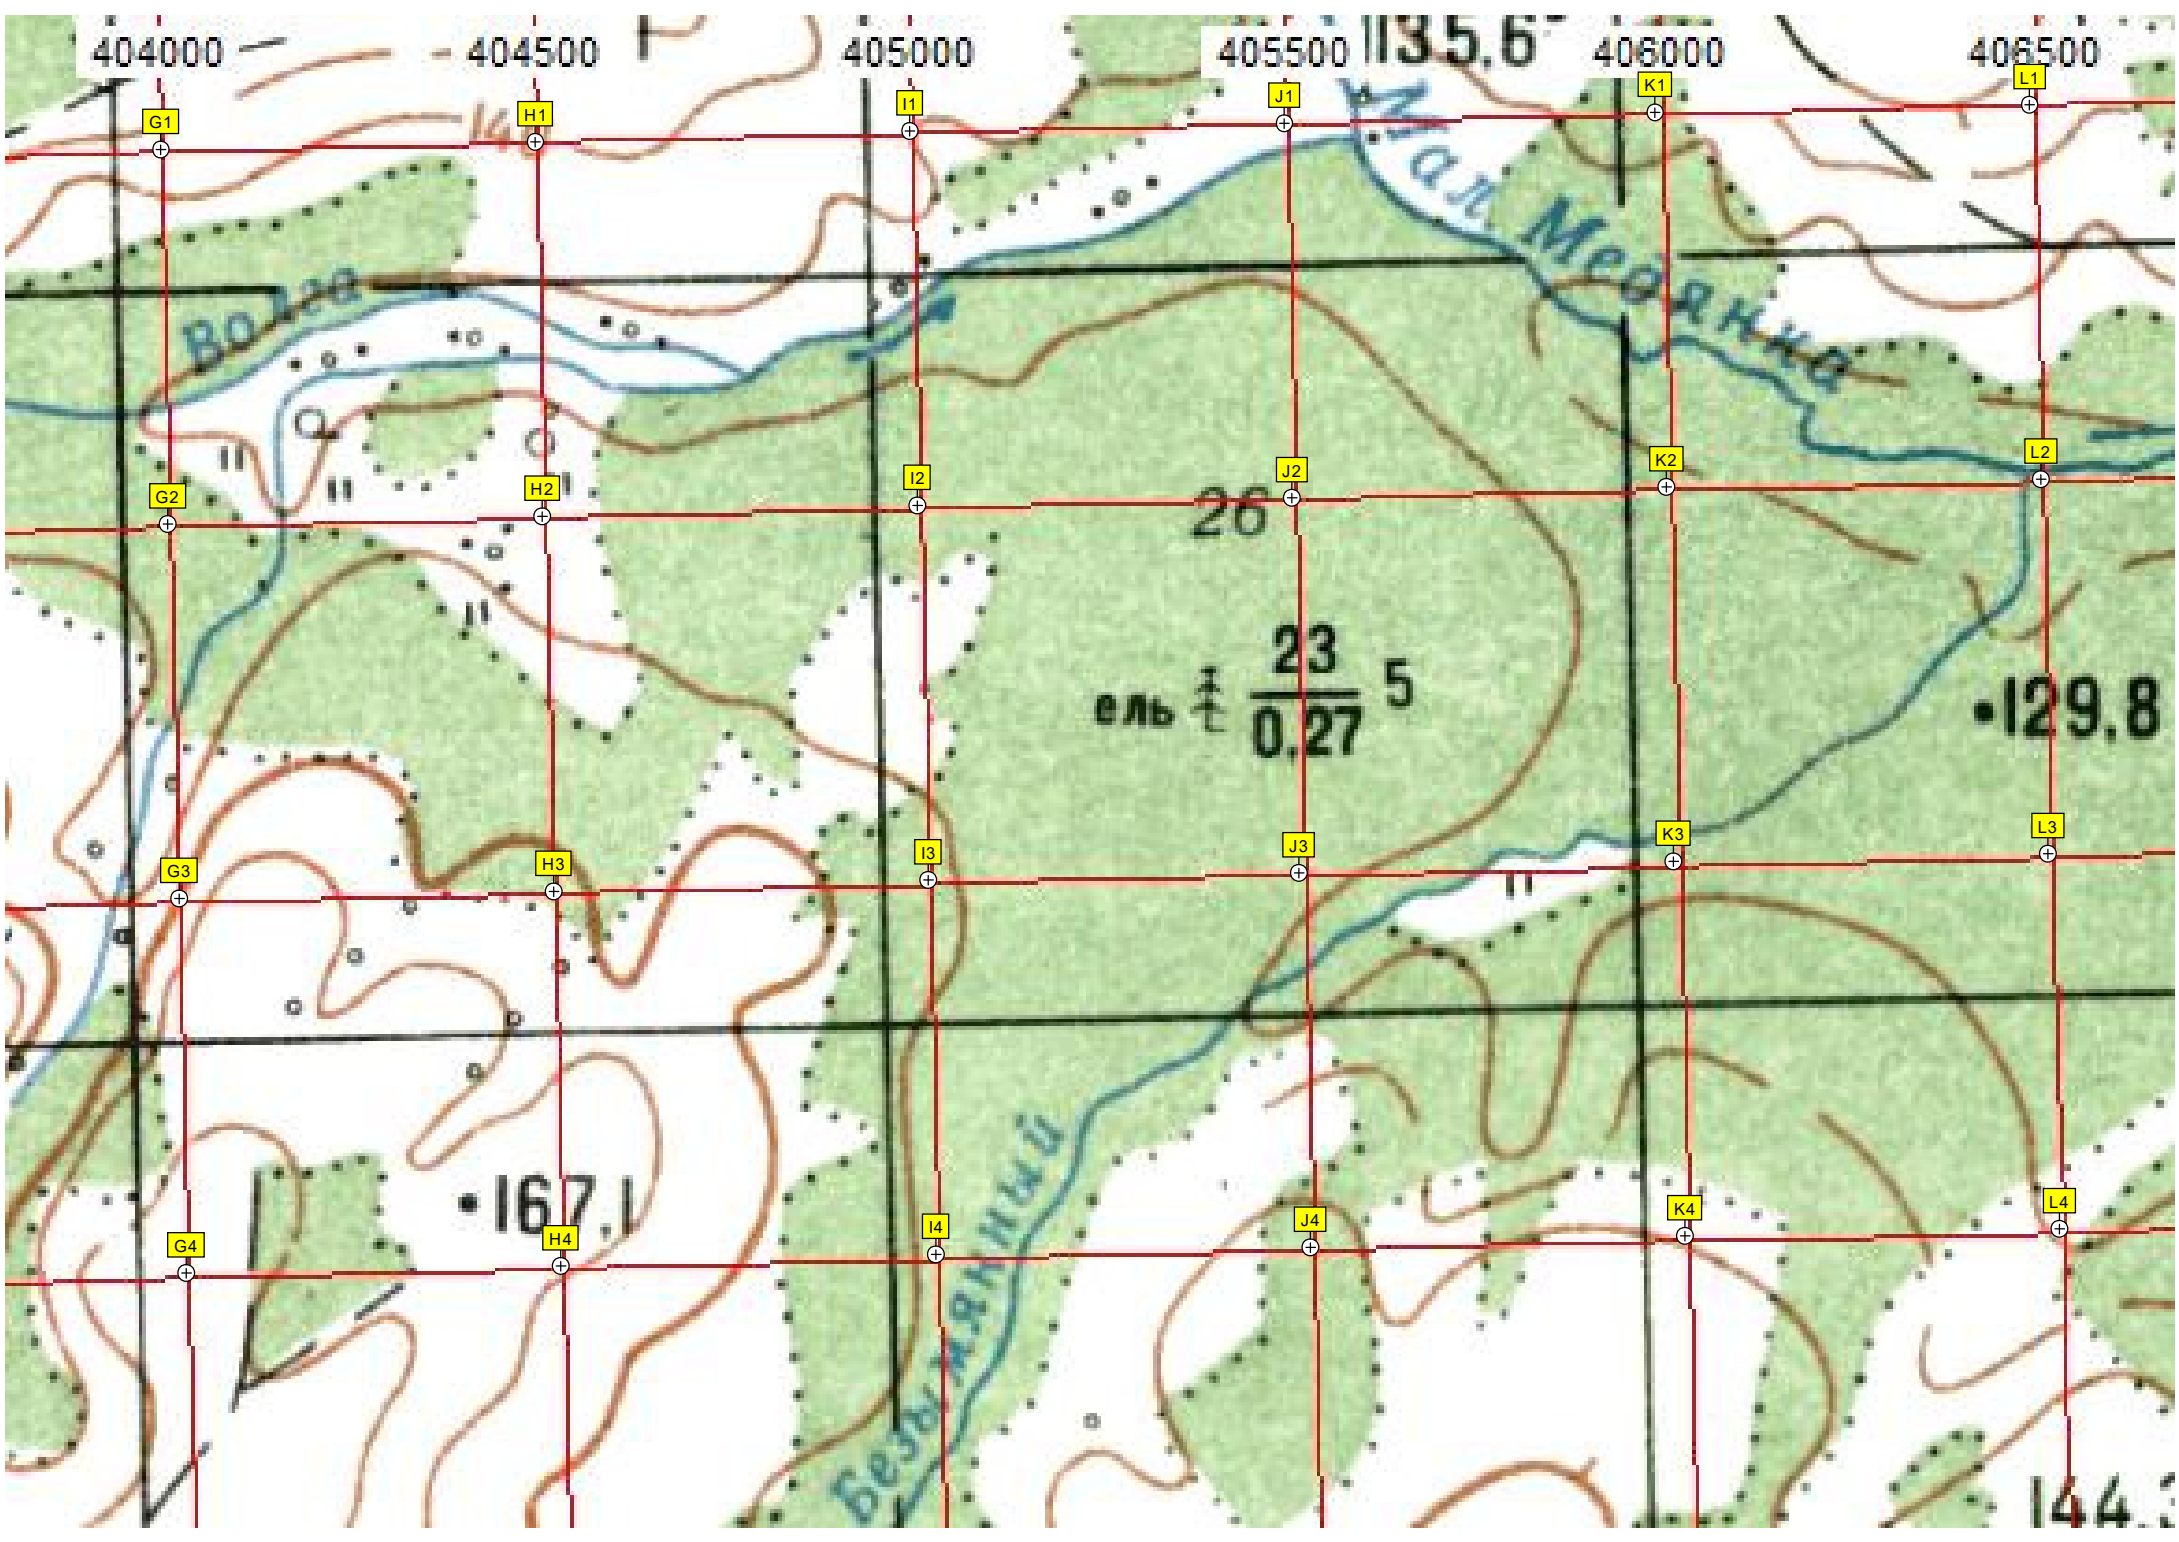 404000 404500 405000 405500 406000 406500
135.6
G1 H1 I1 J1 K1 L1
14
Мал. Медянка
Волга
G2 H2 I2 J2 K2 L2
26
ель 23 5
0,27
129.8
G3 H3 I3 J3 K3 L3
167,1
G4 H4 I4 J4 K4 L4
Безымянный
144.3